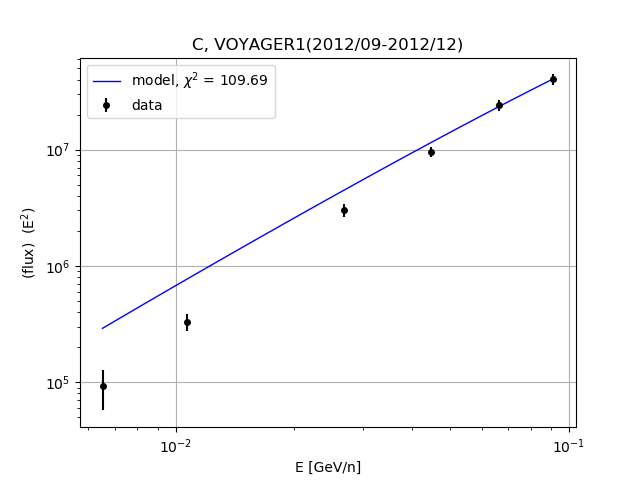 C, VOYAGER1(2012/09-2012/12)
model, χ² = 109.69
data
10⁷
10⁶
10⁵
(flux) (E²)
10⁻²
10⁻¹
E [GeV/n]